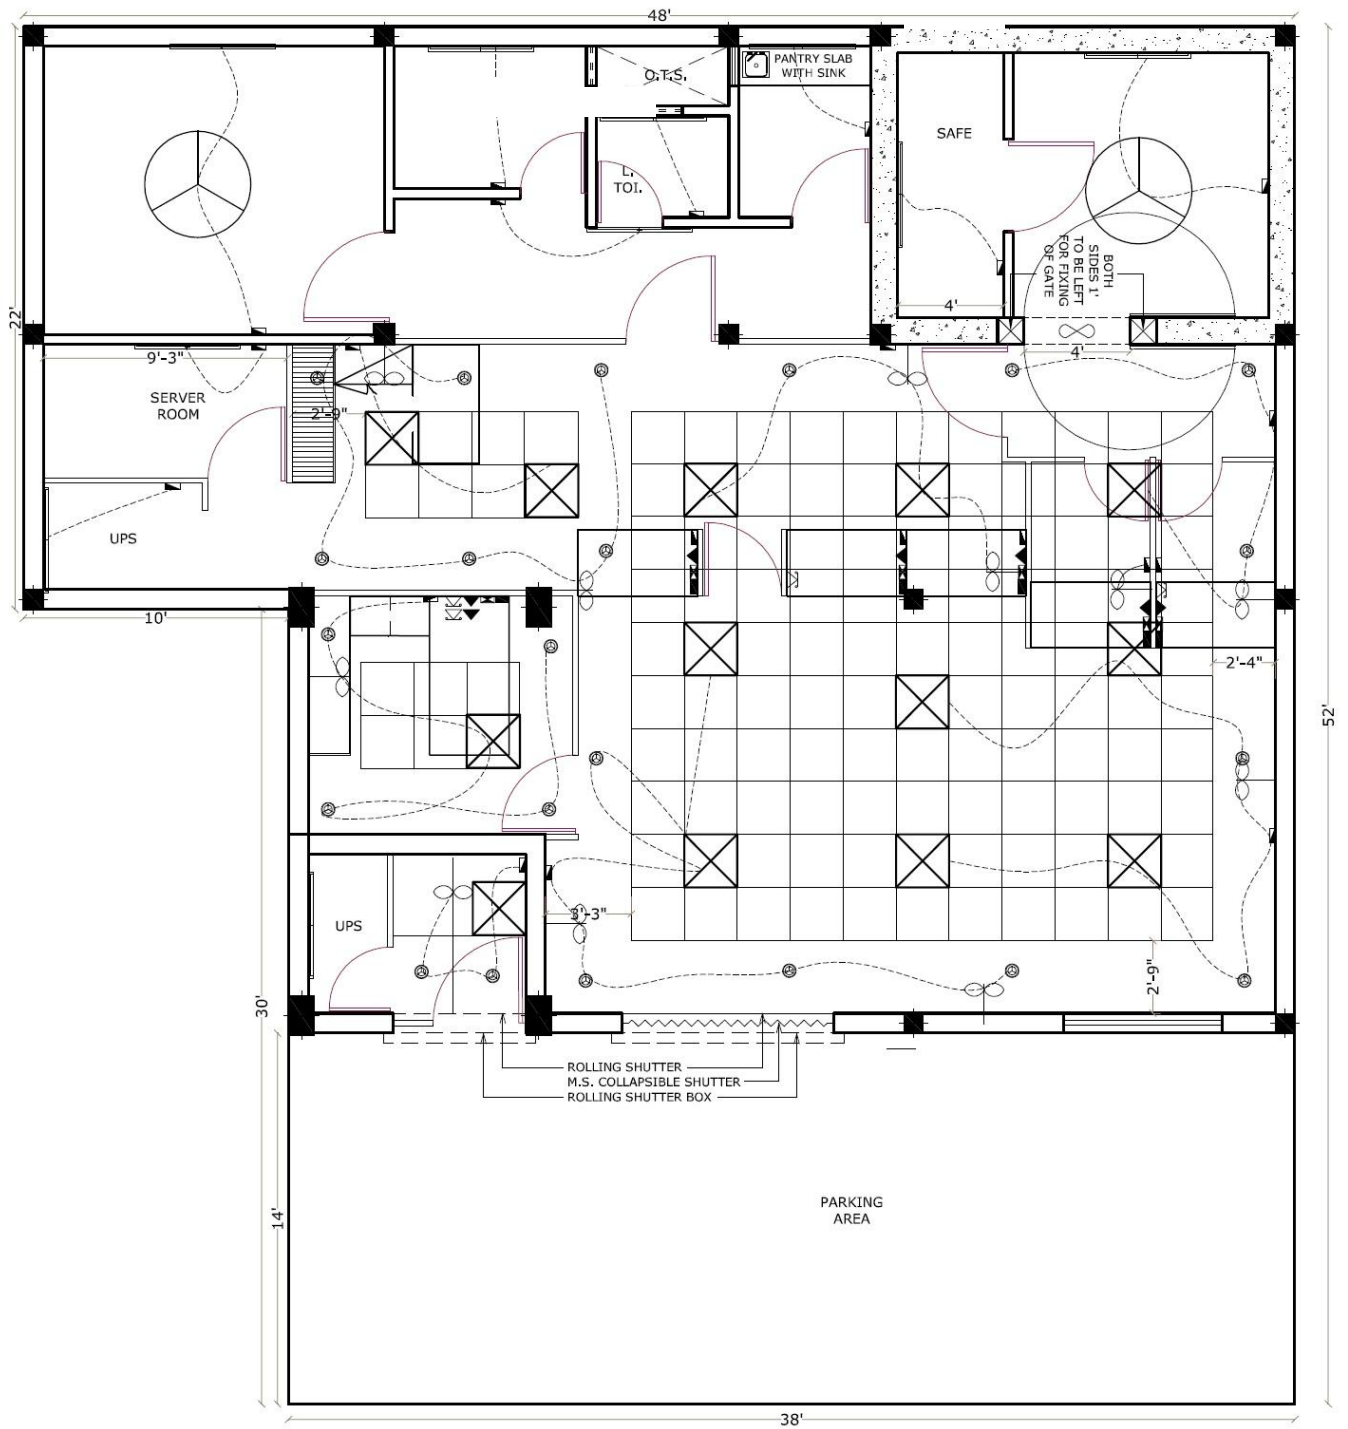 48'
O.T.S.
PANTRY SLAB
WITH SINK
SAFE
L.
TOI.
BOTH
SIDES 1'
TO BE LEFT
FOR FIXING
OF GATE
4'
22'
9'-3"
4'
SERVER
ROOM
2'-9"
UPS
10'
2'-4"
52'
3'-3"
UPS
2'-9"
30'
ROLLING SHUTTER
M.S. COLLAPSIBLE SHUTTER
ROLLING SHUTTER BOX
PARKING
AREA
14'
38'